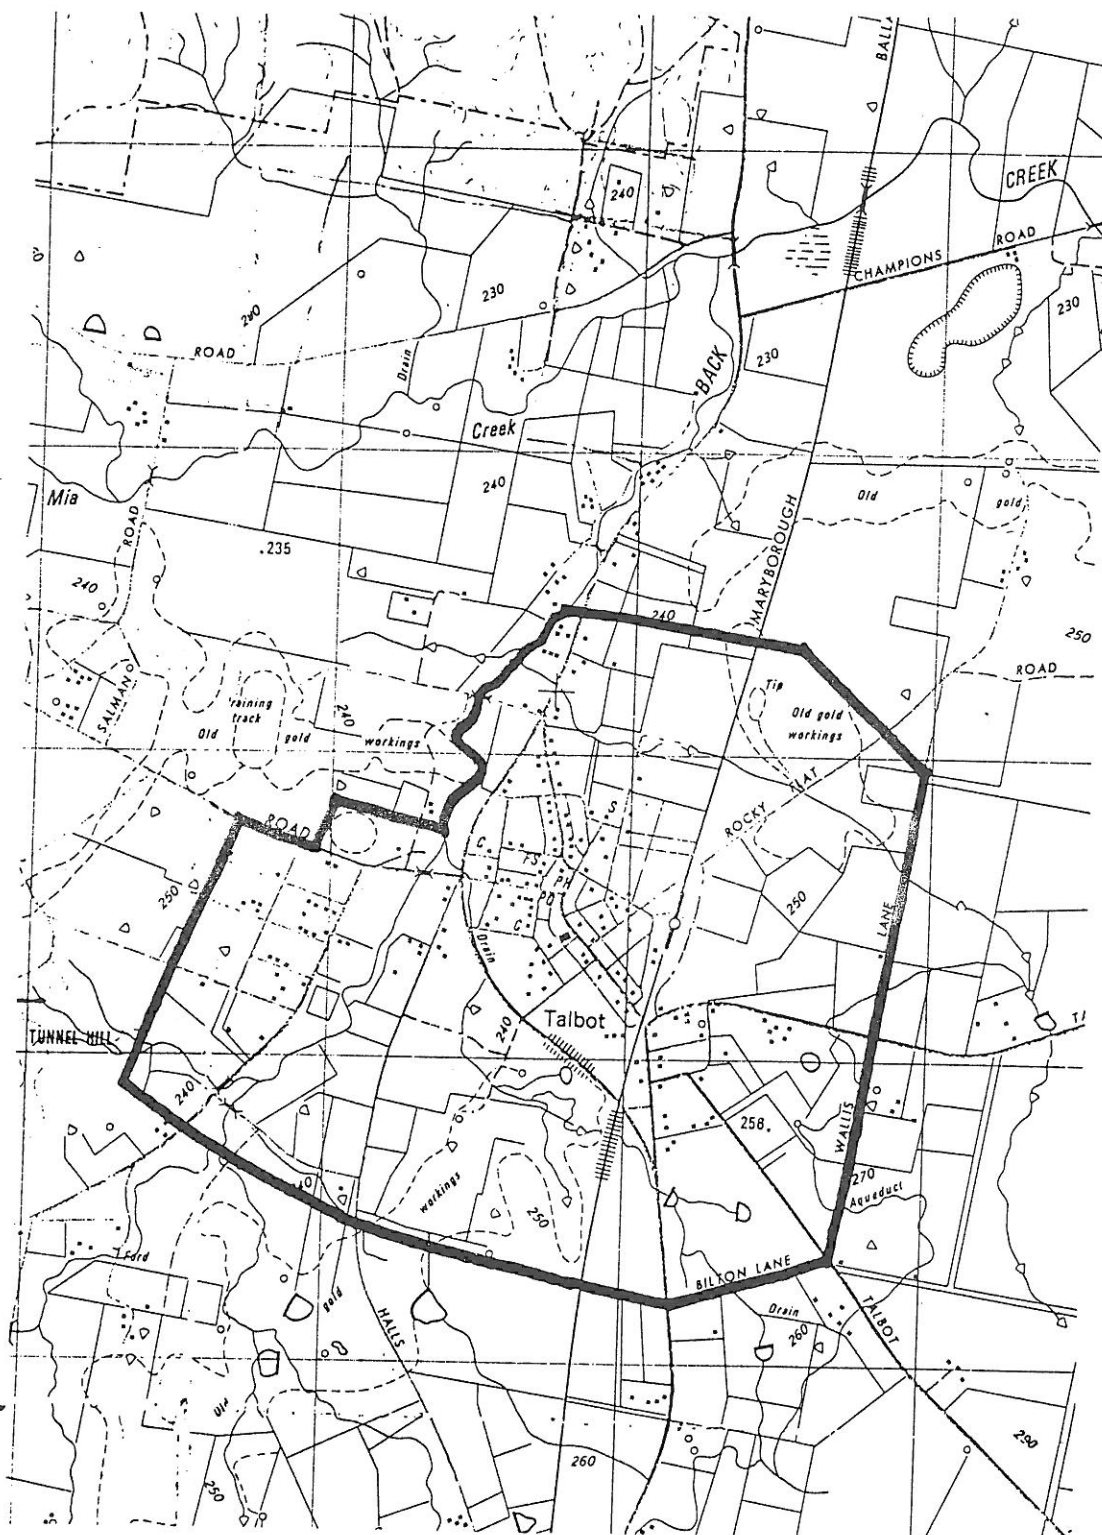 BALL
CREEK
240
ROAD
CHAMPIONS
230
230
ROAD
Drain
230
BACK
Creek
240
Old
gold
Mia
ROAD
MARYBOROUGH
.235
240
240
250
ROAD
SALMAN
Training
track
Old
gold
240
workings
Tip
Old gold
workings
ROCKY FLAT
ROAD
S
C
FS
PH
PO
C
250
250
LANE
Drain
Talbot
240
TUNNEL HILL
240
258.
WALLIS
270
Aqueduct
workings
250
Ford
BILTON LANE
gold
HALLS
Drain
260
TALBOT
Old
260
290
250